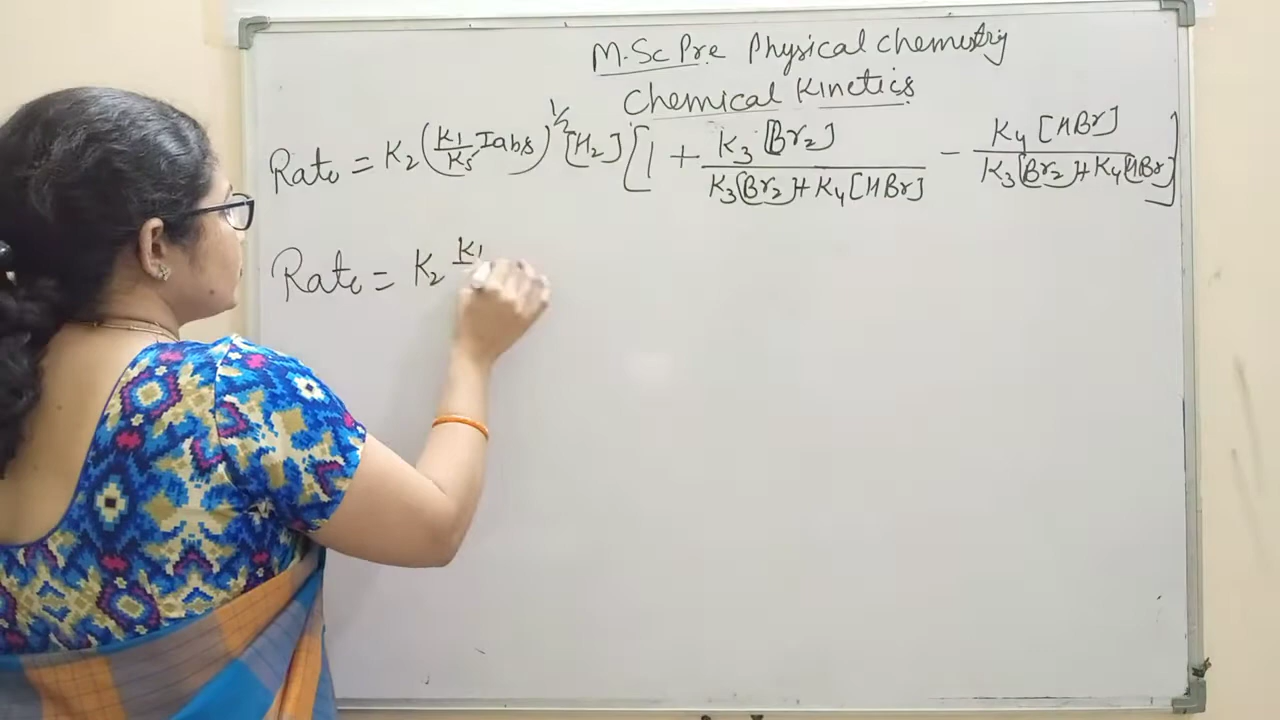 M.Sc Pre Physical Chemistry
Chemical Kinetics
Rate = K₂(K1/K5 Iabs)^1/2 [H₂] [1 + K₃[Br₂]/K₃[Br₂]+K₄[HBr] - K₄[HBr]/K₃[Br₂]+K₄[HBr]]
Rate = K₂ K1